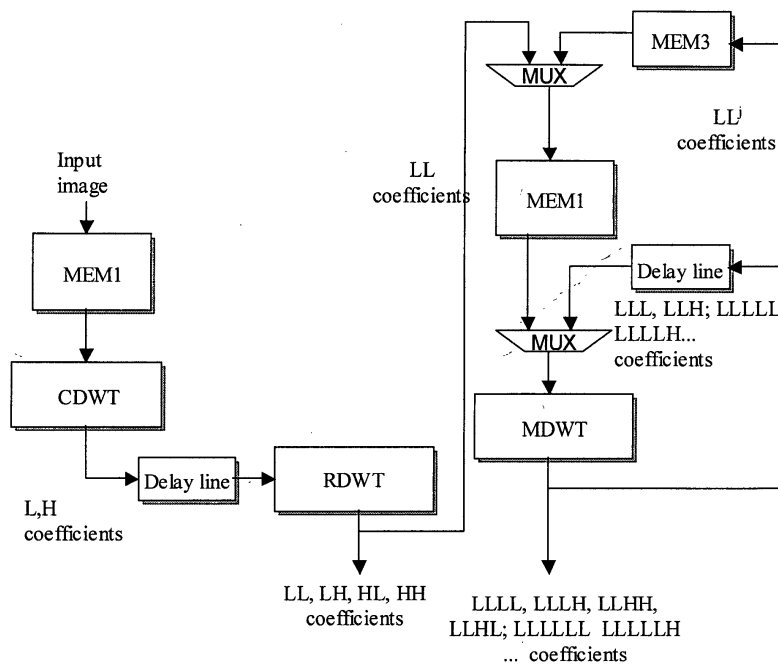 MEM3
MUX
LLʲ
coefficients
Input
image
LL
coefficients
MEM1
MEM1
Delay line
LLL, LLH; LLLLL
LLLLH...
coefficients
MUX
CDWT
MDWT
Delay line
RDWT
L,H
coefficients
LL, LH, HL, HH
coefficients
LLLL, LLLH, LLHH,
LLHL; LLLLLL LLLLLH
... coefficients